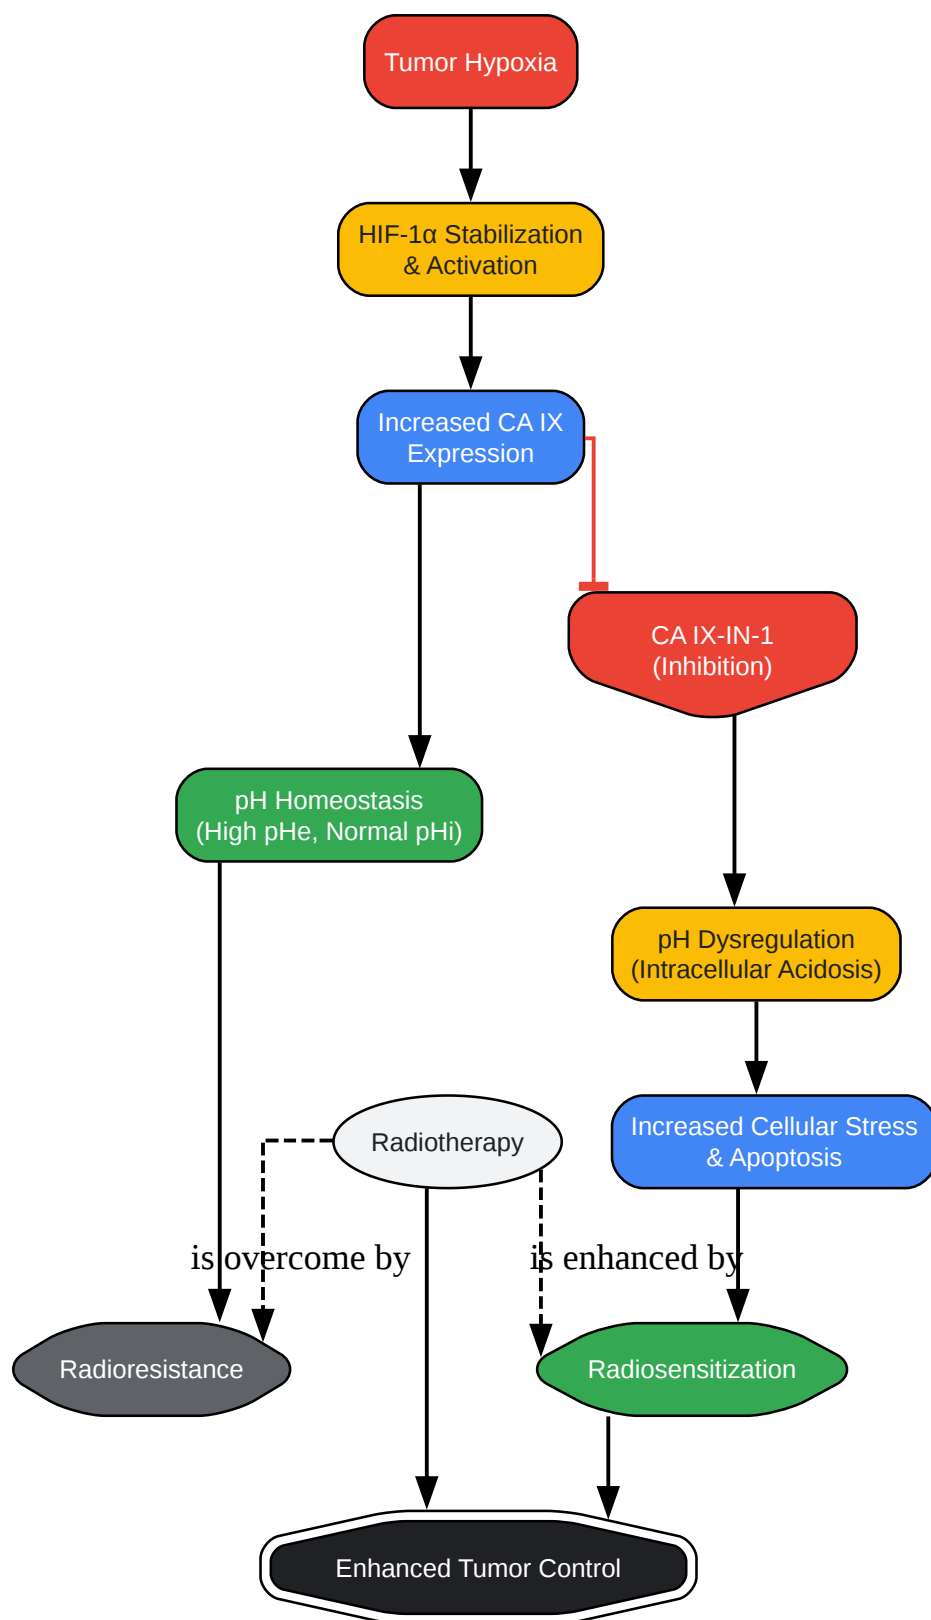 Tumor Hypoxia
HIF-1α Stabilization
& Activation
Increased CA IX
Expression
CA IX-IN-1
(Inhibition)
pH Homeostasis
(High pHe, Normal pHi)
pH Dysregulation
(Intracellular Acidosis)
Radiotherapy
Increased Cellular Stress
& Apoptosis
is overcome by
is enhanced by
Radioresistance
Radiosensitization
Enhanced Tumor Control